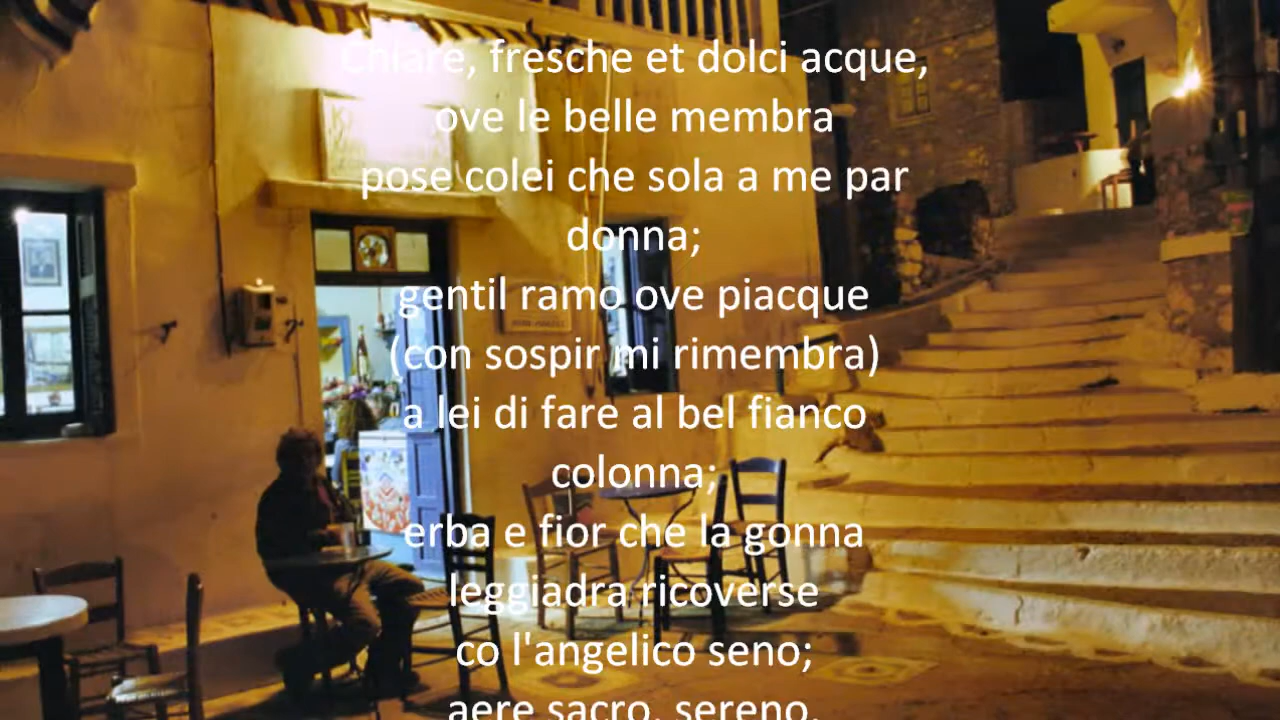 Chiare, fresche et dolci acque,
ove le belle membra
pose colei che sola a me par
donna;
gentil ramo ove piacque
(con sospir mi rimembra)
a lei di fare al bel fianco
colonna;
erba e fior che la gonna
leggiadra ricoverse
co l'angelico seno;
aere sacro, sereno,